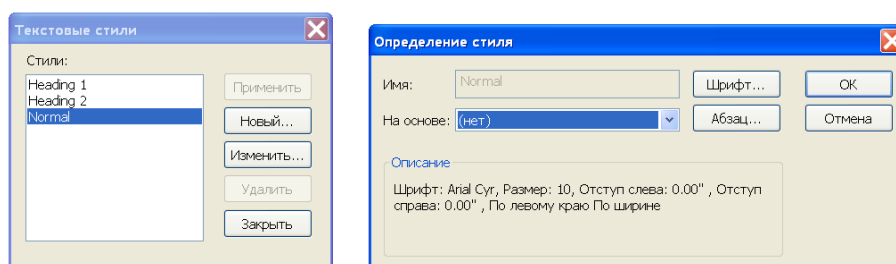 Текстовые стили
Стили:
Heading 1
Heading 2
Normal
Применить
Новый...
Изменить...
Удалить
Закрыть
Определение стиля
Имя:
Normal
Шрифт...
ОК
На основе:
(нет)
Абзац...
Отмена
Описание
Шрифт: Arial Cyr, Размер: 10, Отступ слева: 0.00" , Отступ
справа: 0.00" , По левому краю По ширине